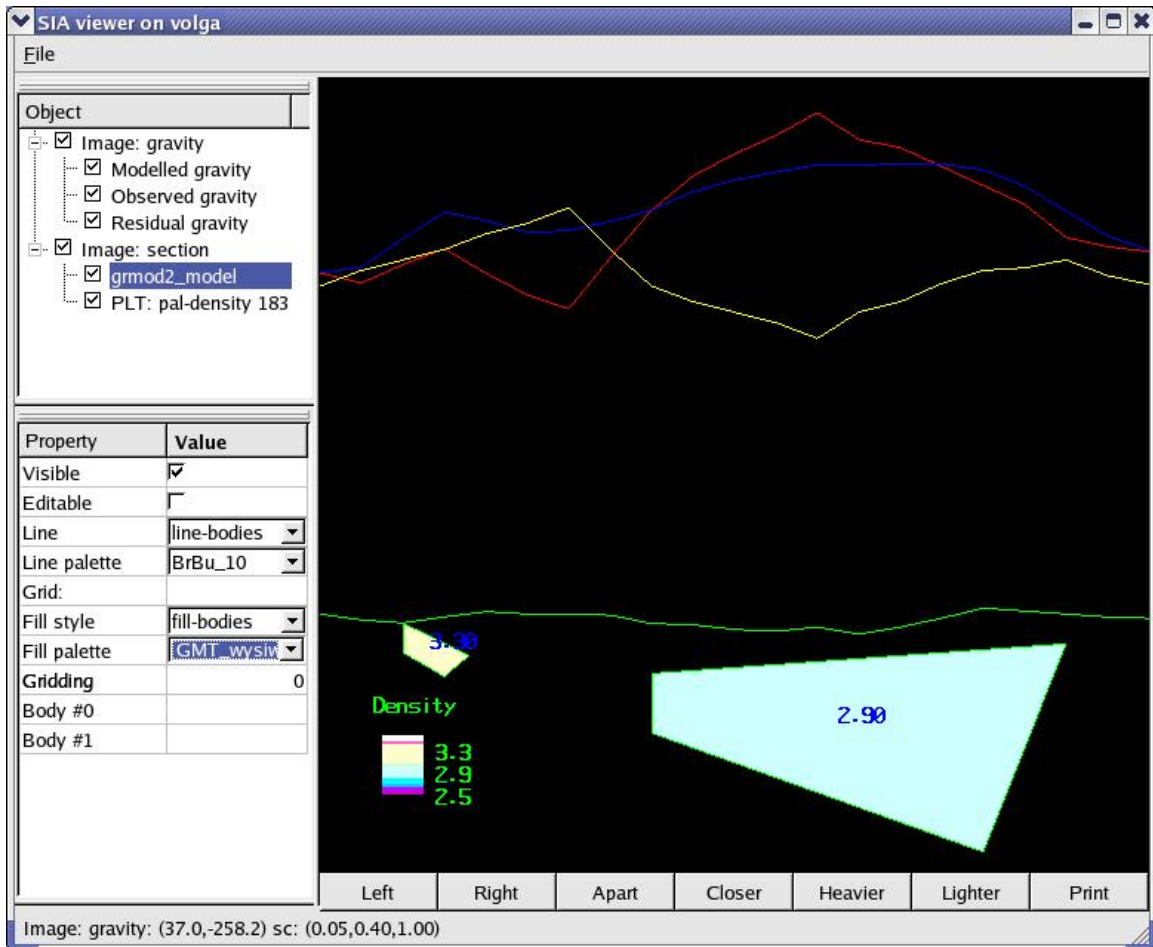 SIA viewer on volga
File
Object
Image: gravity
Modelled gravity
Observed gravity
Residual gravity
Image: section
grmod2_model
PLT: pal-density 183
Property Value
Visible
Editable
Line line-bodies
Line palette BrBu_10
Grid:
Fill style fill-bodies
Fill palette GMT_wysiw
Gridding 0
Body #0
Body #1
3.30
2.90
Density
3.3
2.9
2.5
Left Right Apart Closer Heavier Lighter Print
Image: gravity: (37.0,-258.2) sc: (0.05,0.40,1.00)